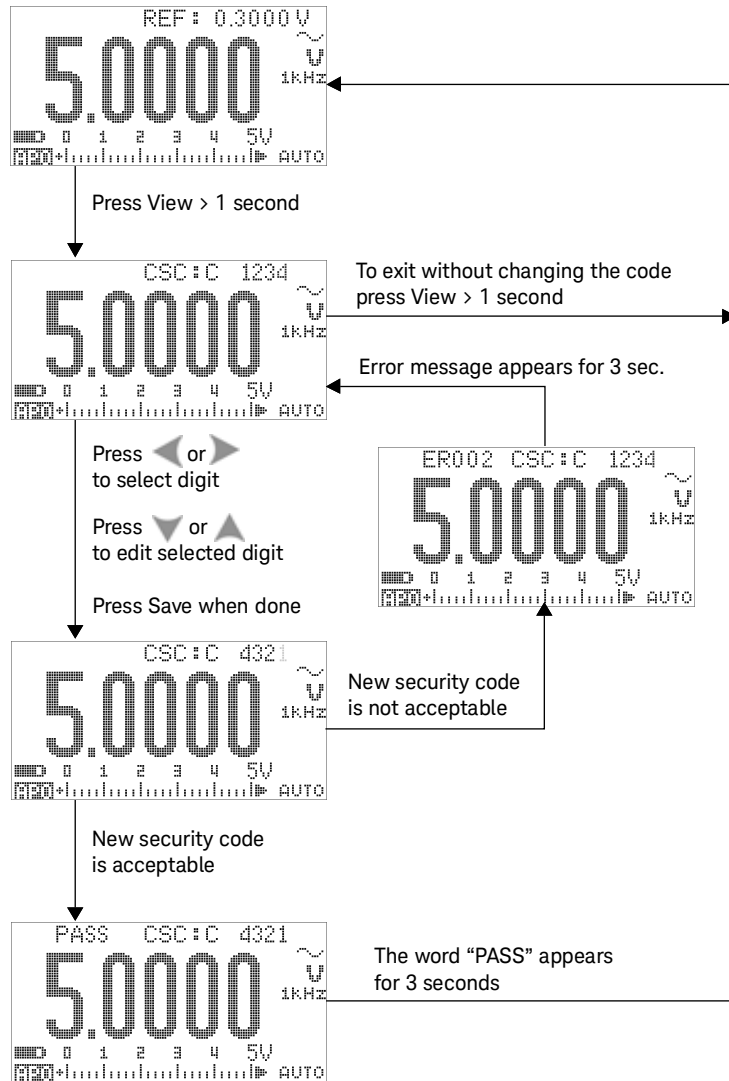 REF: 0.3000 V
5.0000
V
1kHz
0 1 2 3 4 5V
APO AUTO
Press View > 1 second
CSC:C 1234
5.0000
V
1kHz
0 1 2 3 4 5V
APO AUTO
To exit without changing the code
press View > 1 second
Error message appears for 3 sec.
Press or
to select digit
Press or
to edit selected digit
Press Save when done
ER002 CSC:C 1234
5.0000
V
1kHz
0 1 2 3 4 5V
APO AUTO
CSC:C 4321
5.0000
V
1kHz
0 1 2 3 4 5V
APO AUTO
New security code
is not acceptable
New security code
is acceptable
PASS CSC:C 4321
5.0000
V
1kHz
0 1 2 3 4 5V
APO AUTO
The word “PASS” appears
for 3 seconds